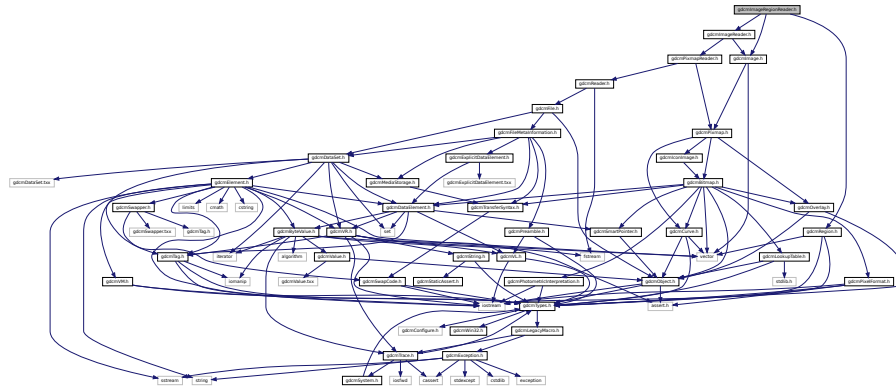 gdcmImageRegionReader.h
gdcmImageReader.h
gdcmPixmapReader.h
gdcmImage.h
gdcmReader.h
gdcmFile.h
gdcmFileMetaInformation.h
gdcmPixmap.h
gdcmDataSet.h
gdcmExplicitDataElement.h
gdcmIconImage.h
gdcmDataSet.txx
gdcmElement.h
gdcmMediaStorage.h
gdcmExplicitDataElement.txx
gdcmBitmap.h
gdcmSwapper.h
limits
cmath
cstring
gdcmDataElement.h
gdcmTransferSyntax.h
gdcmOverlay.h
gdcmSwapper.txx
gdcmTag.h
gdcmByteValue.h
gdcmVR.h
set
gdcmPreamble.h
gdcmSmartPointer.h
gdcmCurve.h
gdcmRegion.h
gdcmTag.h
iterator
algorithm
gdcmValue.h
gdcmString.h
gdcmVL.h
fstream
vector
gdcmLookupTable.h
gdcmVM.h
iomanip
gdcmValue.txx
gdcmSwapCode.h
gdcmStaticAssert.h
gdcmPhotometricInterpretation.h
gdcmObject.h
stdlib.h
gdcmPixelFormat.h
iostream
gdcmTypes.h
assert.h
gdcmConfigure.h
gdcmWin32.h
gdcmLegacyMacro.h
gdcmTrace.h
gdcmException.h
ostream
string
gdcmSystem.h
iosfwd
cassert
stdexcept
cstdlib
exception